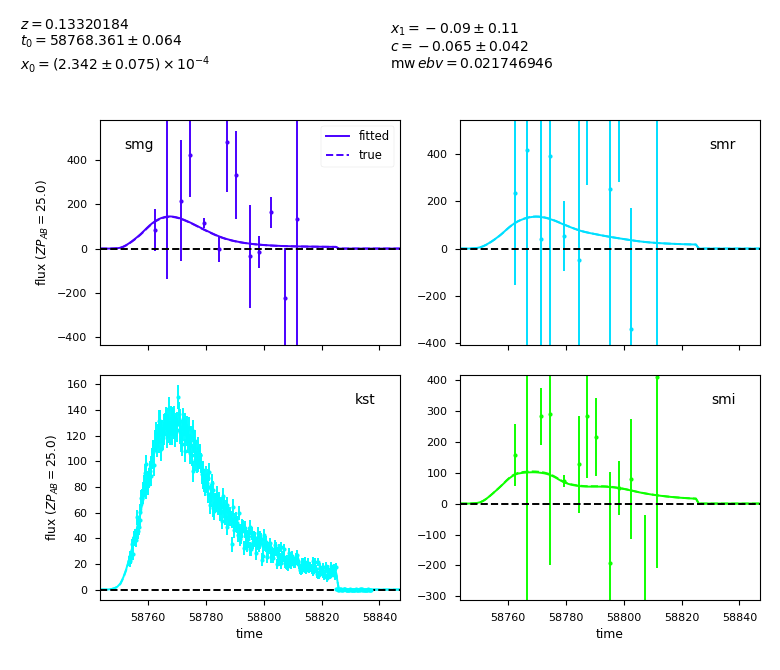 z = 0.13320184
t₀ = 58768.361 ± 0.064
x₀ = (2.342 ± 0.075) × 10⁻⁴
x₁ = −0.09 ± 0.11
c = −0.065 ± 0.042
mw ebv = 0.021746946
smg
fitted
true
400
200
0
−200
−400
flux (ZP_AB = 25.0)
smr
400
200
0
−200
−400
kst
160
140
120
100
80
60
40
20
0
flux (ZP_AB = 25.0)
58760 58780 58800 58820 58840
time
smi
400
300
200
100
0
−100
−200
−300
58760 58780 58800 58820 58840
time